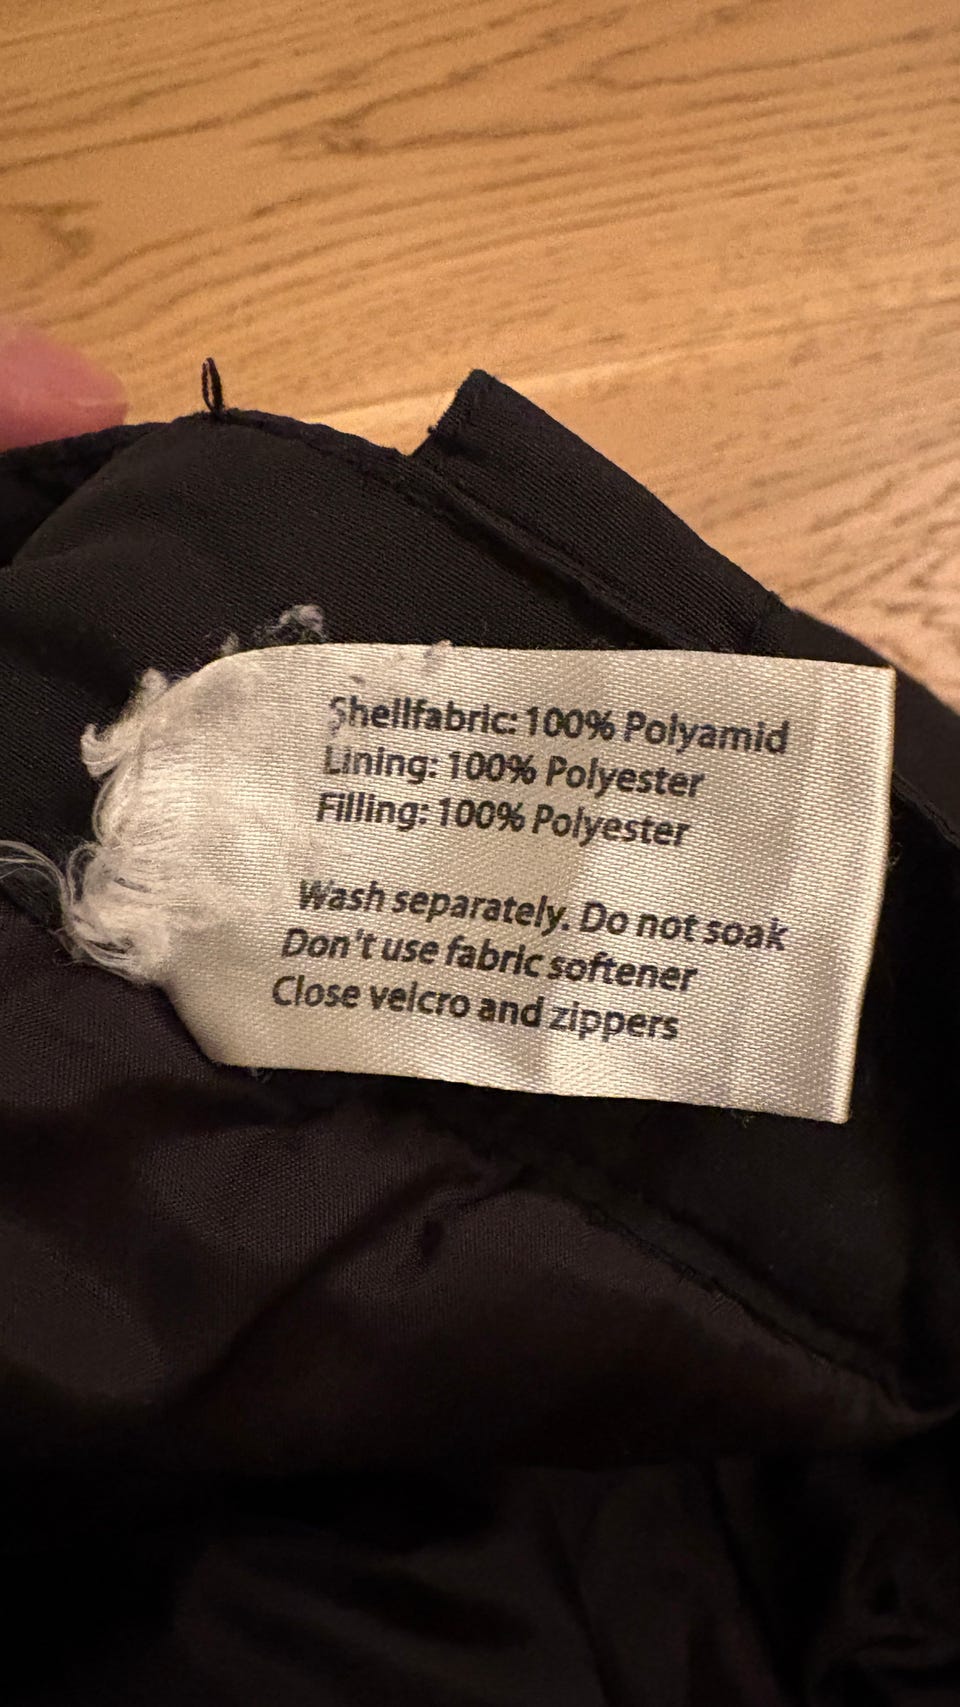 Shellfabric: 100% Polyamid
Lining: 100% Polyester
Filling: 100% Polyester
Wash separately. Do not soak
Don't use fabric softener
Close velcro and zippers